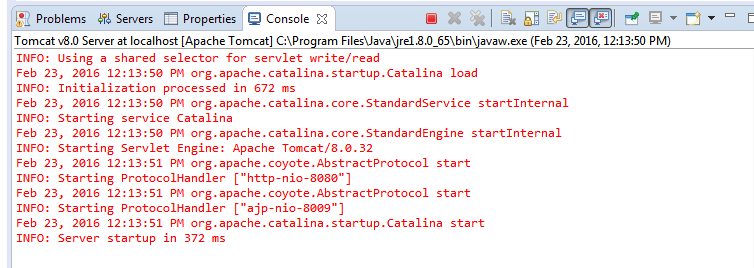 Problems Servers Properties Console
Tomcat v8.0 Server at localhost [Apache Tomcat] C:\Program Files\Java\jre1.8.0_65\bin\javaw.exe (Feb 23, 2016, 12:13:50 PM)
INFO: Using a shared selector for servlet write/read
Feb 23, 2016 12:13:50 PM org.apache.catalina.startup.Catalina load
INFO: Initialization processed in 672 ms
Feb 23, 2016 12:13:50 PM org.apache.catalina.core.StandardService startInternal
INFO: Starting service Catalina
Feb 23, 2016 12:13:50 PM org.apache.catalina.core.StandardEngine startInternal
INFO: Starting Servlet Engine: Apache Tomcat/8.0.32
Feb 23, 2016 12:13:51 PM org.apache.coyote.AbstractProtocol start
INFO: Starting ProtocolHandler ["http-nio-8080"]
Feb 23, 2016 12:13:51 PM org.apache.coyote.AbstractProtocol start
INFO: Starting ProtocolHandler ["ajp-nio-8009"]
Feb 23, 2016 12:13:51 PM org.apache.catalina.startup.Catalina start
INFO: Server startup in 372 ms